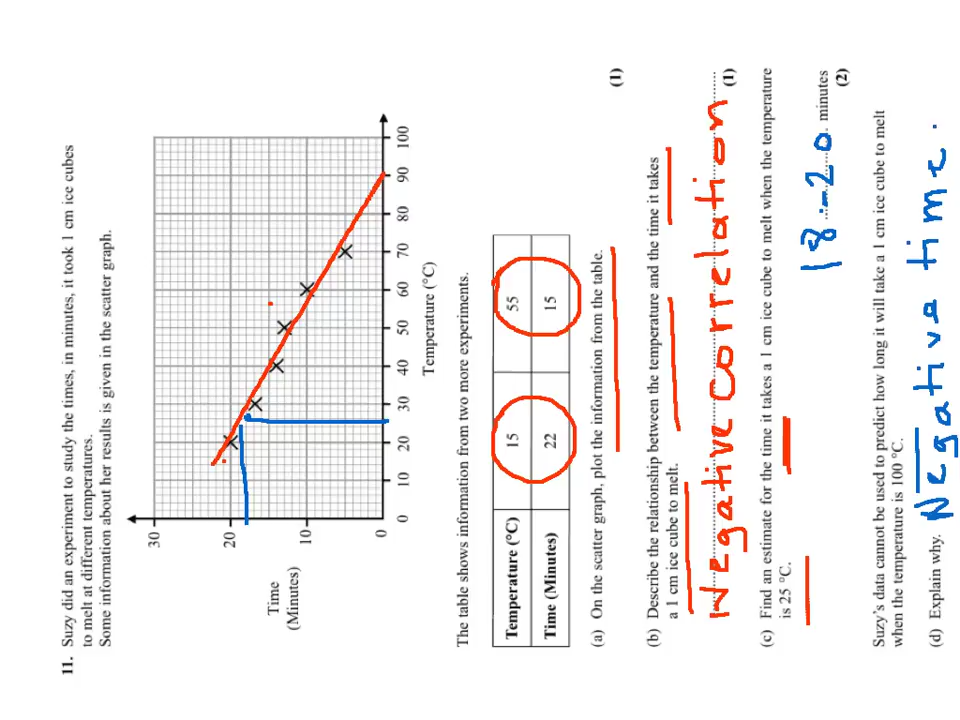 11. Suzy did an experiment to study the times, in minutes, it took 1 cm ice cubes
to melt at different temperatures.
Some information about her results is given in the scatter graph.
30
20
10
0
Time
(Minutes)
0 10 20 30 40 50 60 70 80 90 100
Temperature (°C)
The table shows information from two more experiments.
Temperature (°C) 15 55
Time (Minutes) 22 15
(a) On the scatter graph, plot the information from the table.
(1)
(b) Describe the relationship between the temperature and the time it takes
a 1 cm ice cube to melt.
Negative correlation
(1)
(c) Find an estimate for the time it takes a 1 cm ice cube to melt when the temperature
is 25 °C.
18-20 minutes
(2)
Suzy's data cannot be used to predict how long it will take a 1 cm ice cube to melt
when the temperature is 100 °C.
(d) Explain why. Negative time.